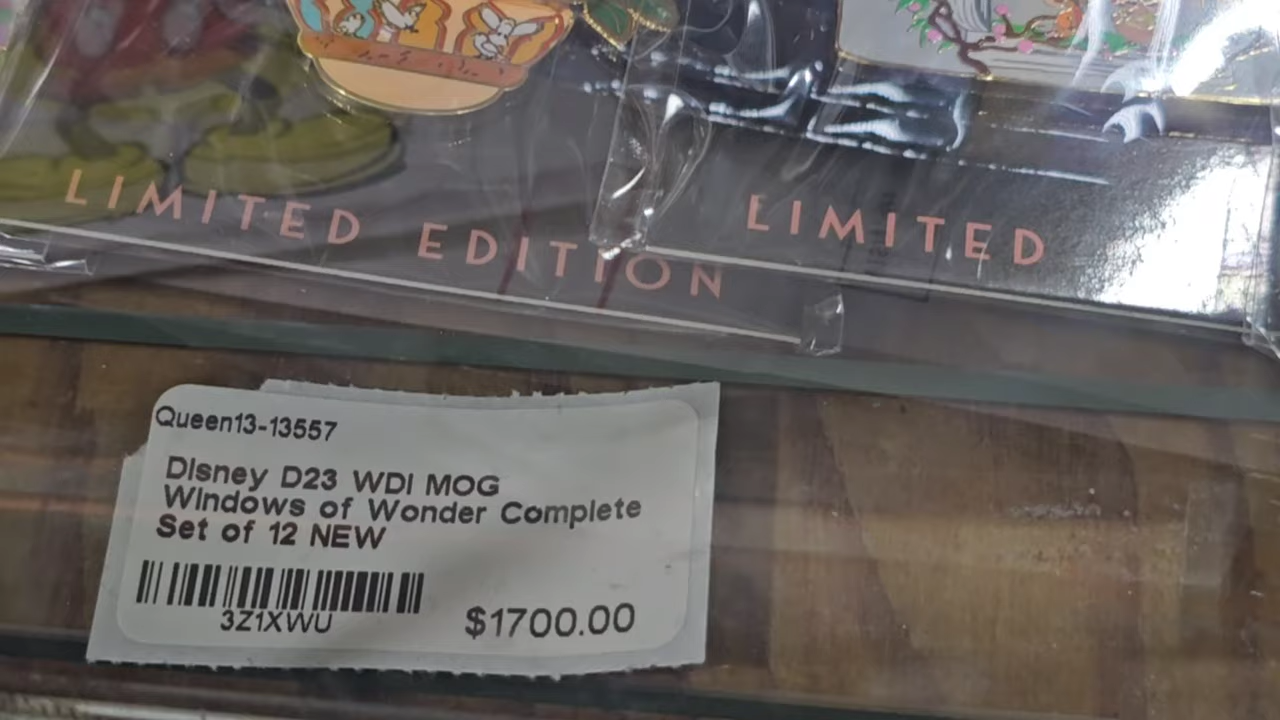 LIMITED EDITION
LIMITED
Queen13-13557
Disney D23 WDI MOG
Windows of Wonder Complete
Set of 12 NEW
3Z1XWU
$1700.00